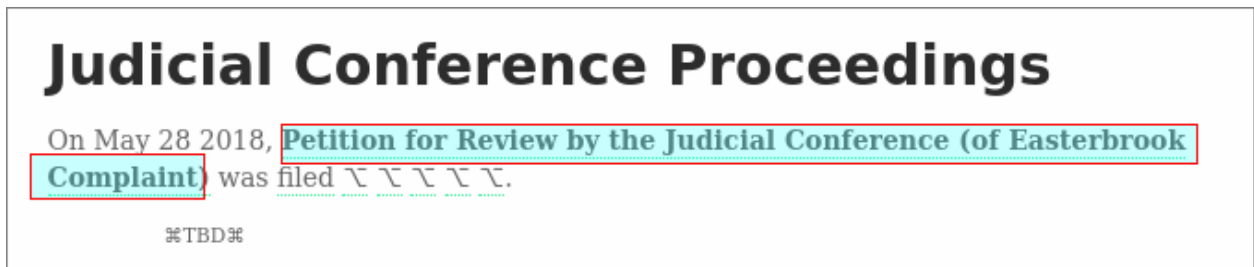 Judicial Conference Proceedings
On May 28 2018, Petition for Review by the Judicial Conference (of Easterbrook
Complaint) was filed ⌥ ⌥ ⌥ ⌥ ⌥.
⌘TBD⌘